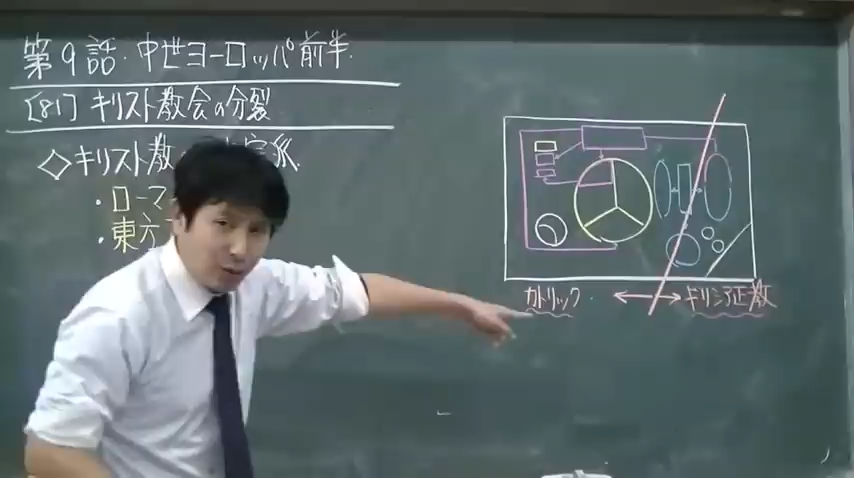 第9話 中世ヨーロッパ前半
[81] キリスト教会の分裂
◇キリスト教 派
・ローマ
・東方
カトリック ⟷ ギリシア正教